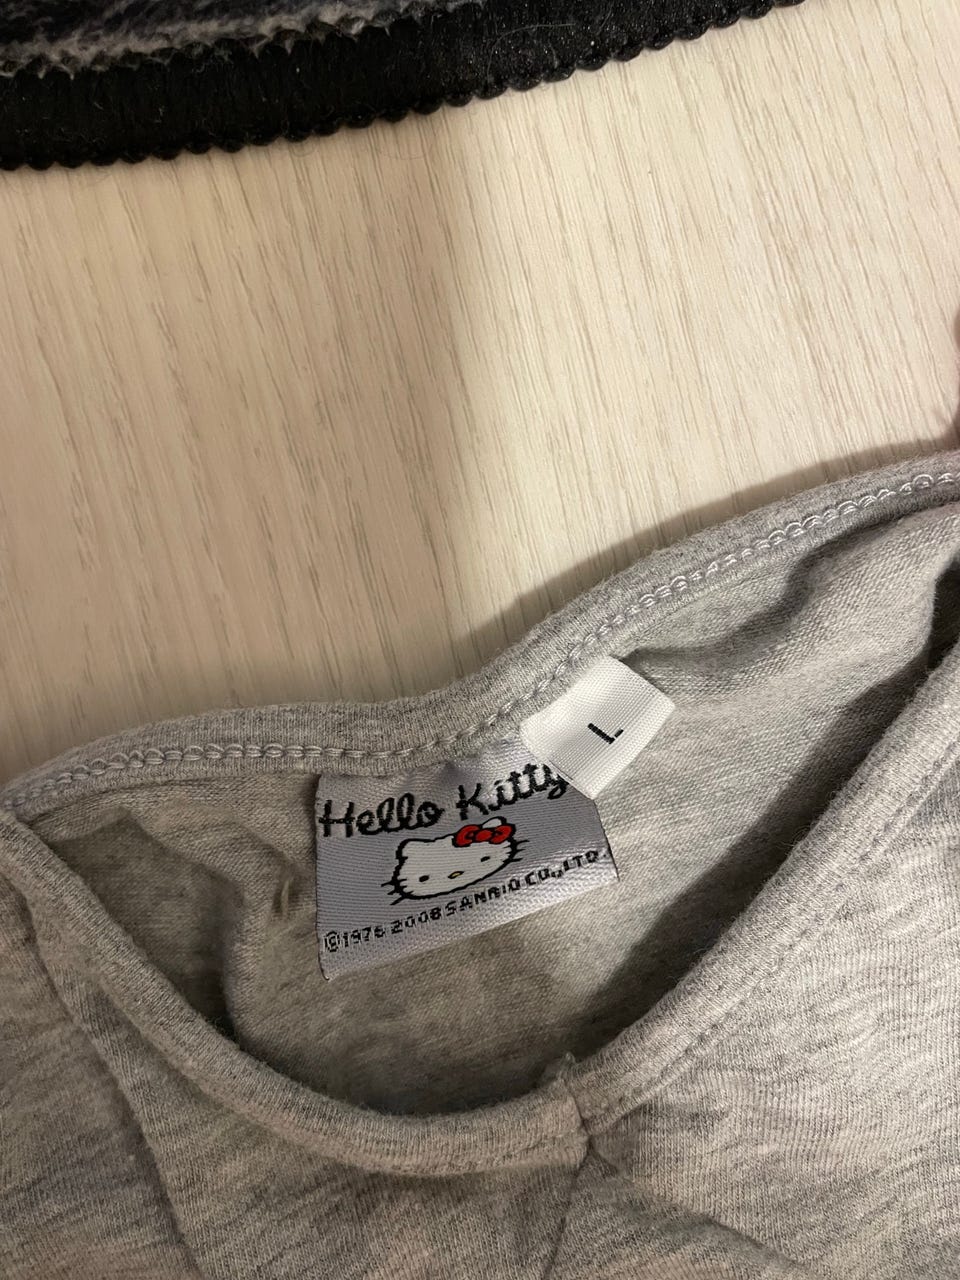 L
Hello Kitty
©1976 2008 SANRIO CO.,LTD.